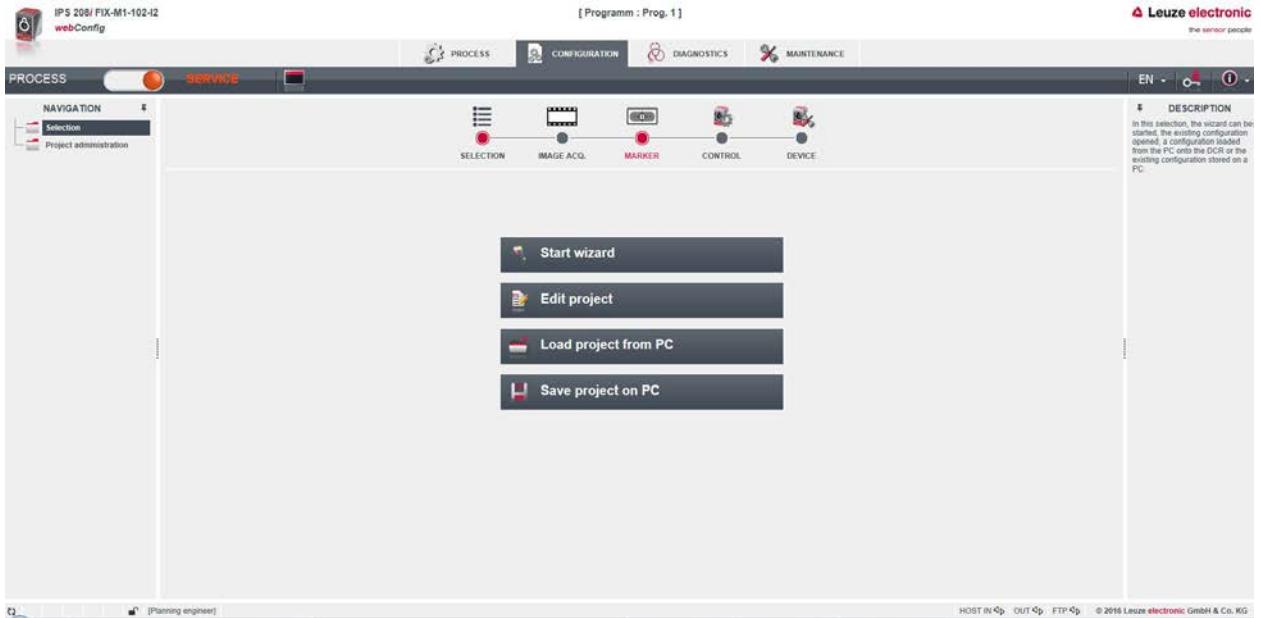 IPS 208i FIX-M1-102-I2
webConfig
[ Programm : Prog. 1 ]
Leuze electronic
the sensor people
PROCESS
CONFIGURATION
DIAGNOSTICS
MAINTENANCE
PROCESS
SERVICE
EN
NAVIGATION
Selection
Project administration
SELECTION
IMAGE ACQ.
MARKER
CONTROL
DEVICE
DESCRIPTION
In this selection, the wizard can be
started, the existing configuration
opened, a configuration loaded
from the PC onto the DCR or the
existing configuration stored on a
PC.
Start wizard
Edit project
Load project from PC
Save project on PC
[Planning engineer]
HOST IN
OUT
FTP
© 2016 Leuze electronic GmbH & Co. KG